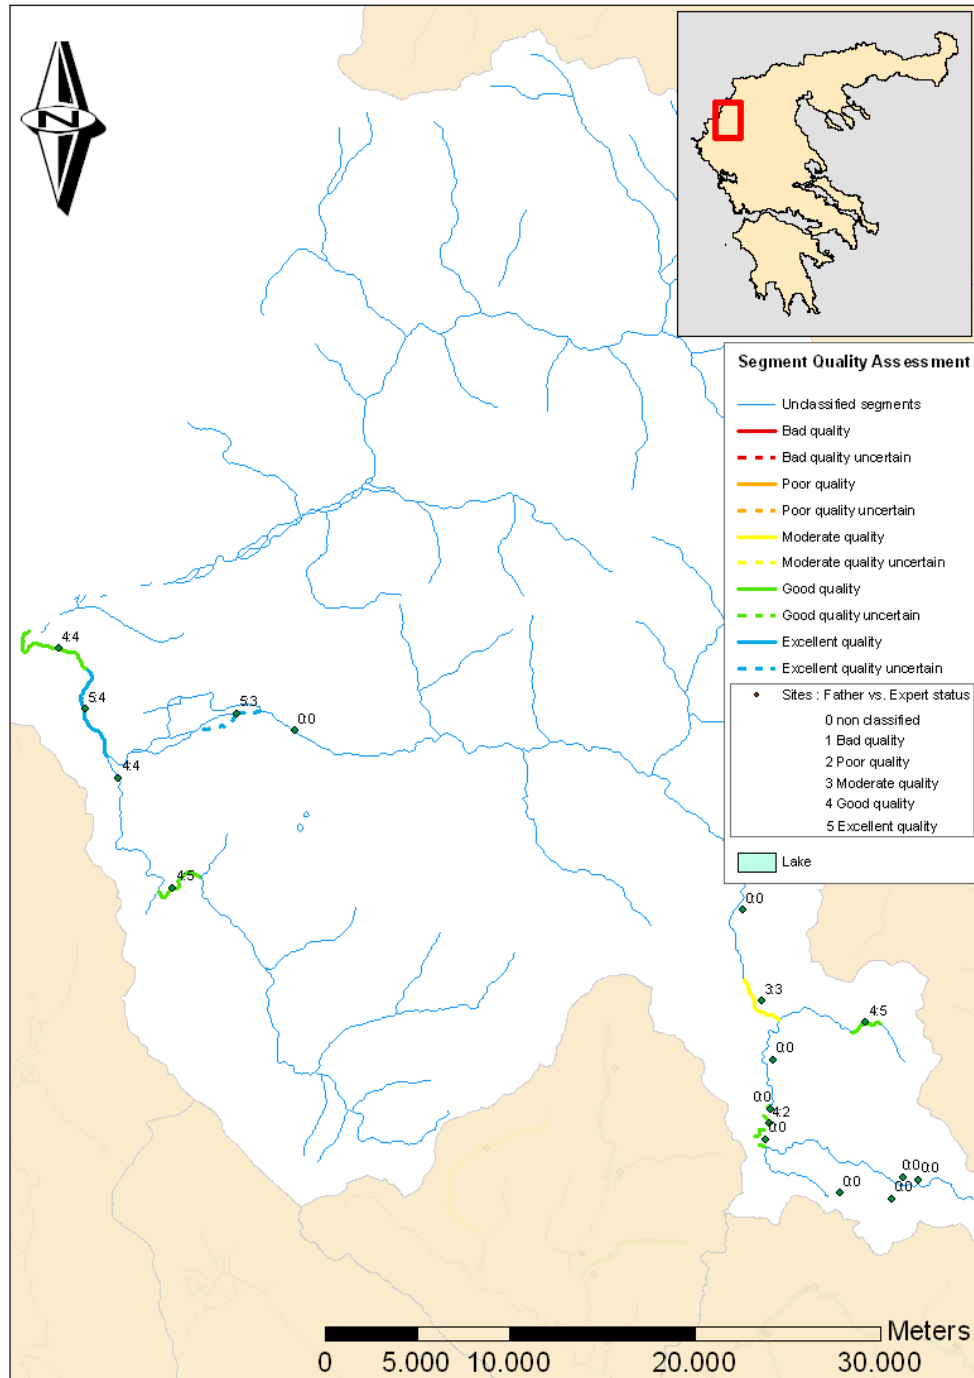 N
Segment Quality Assessment
Unclassified segments
Bad quality
Bad quality uncertain
Poor quality
Poor quality uncertain
Moderate quality
Moderate quality uncertain
Good quality
Good quality uncertain
Excellent quality
Excellent quality uncertain
Sites : Father vs. Expert status
0 non classified
1 Bad quality
2 Poor quality
3 Moderate quality
4 Good quality
5 Excellent quality
Lake
4:4
5:4
5:3
0:0
4:4
4:5
0:0
3:3
4:5
0:0
0:0
4:2
0:0
0:0
0:0
0:0
0:0
Meters
0 5.000 10.000 20.000 30.000